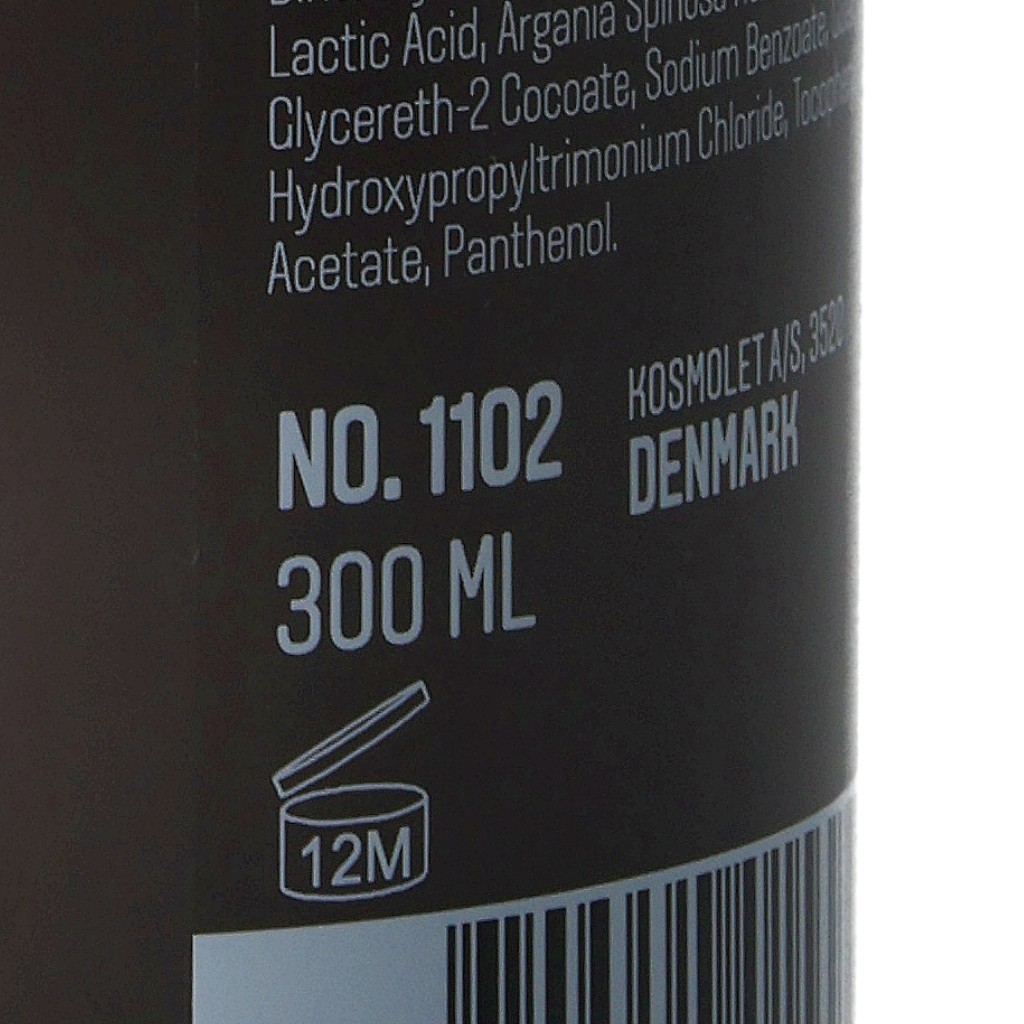 Lactic Acid, Argania Spinosa
Glycereth-2 Cocoate, Sodium Benzoate,
Hydroxypropyltrimonium Chloride,
Acetate, Panthenol.
KOSMOLET A/S, 3520
DENMARK
NO. 1102
300 ML
12M